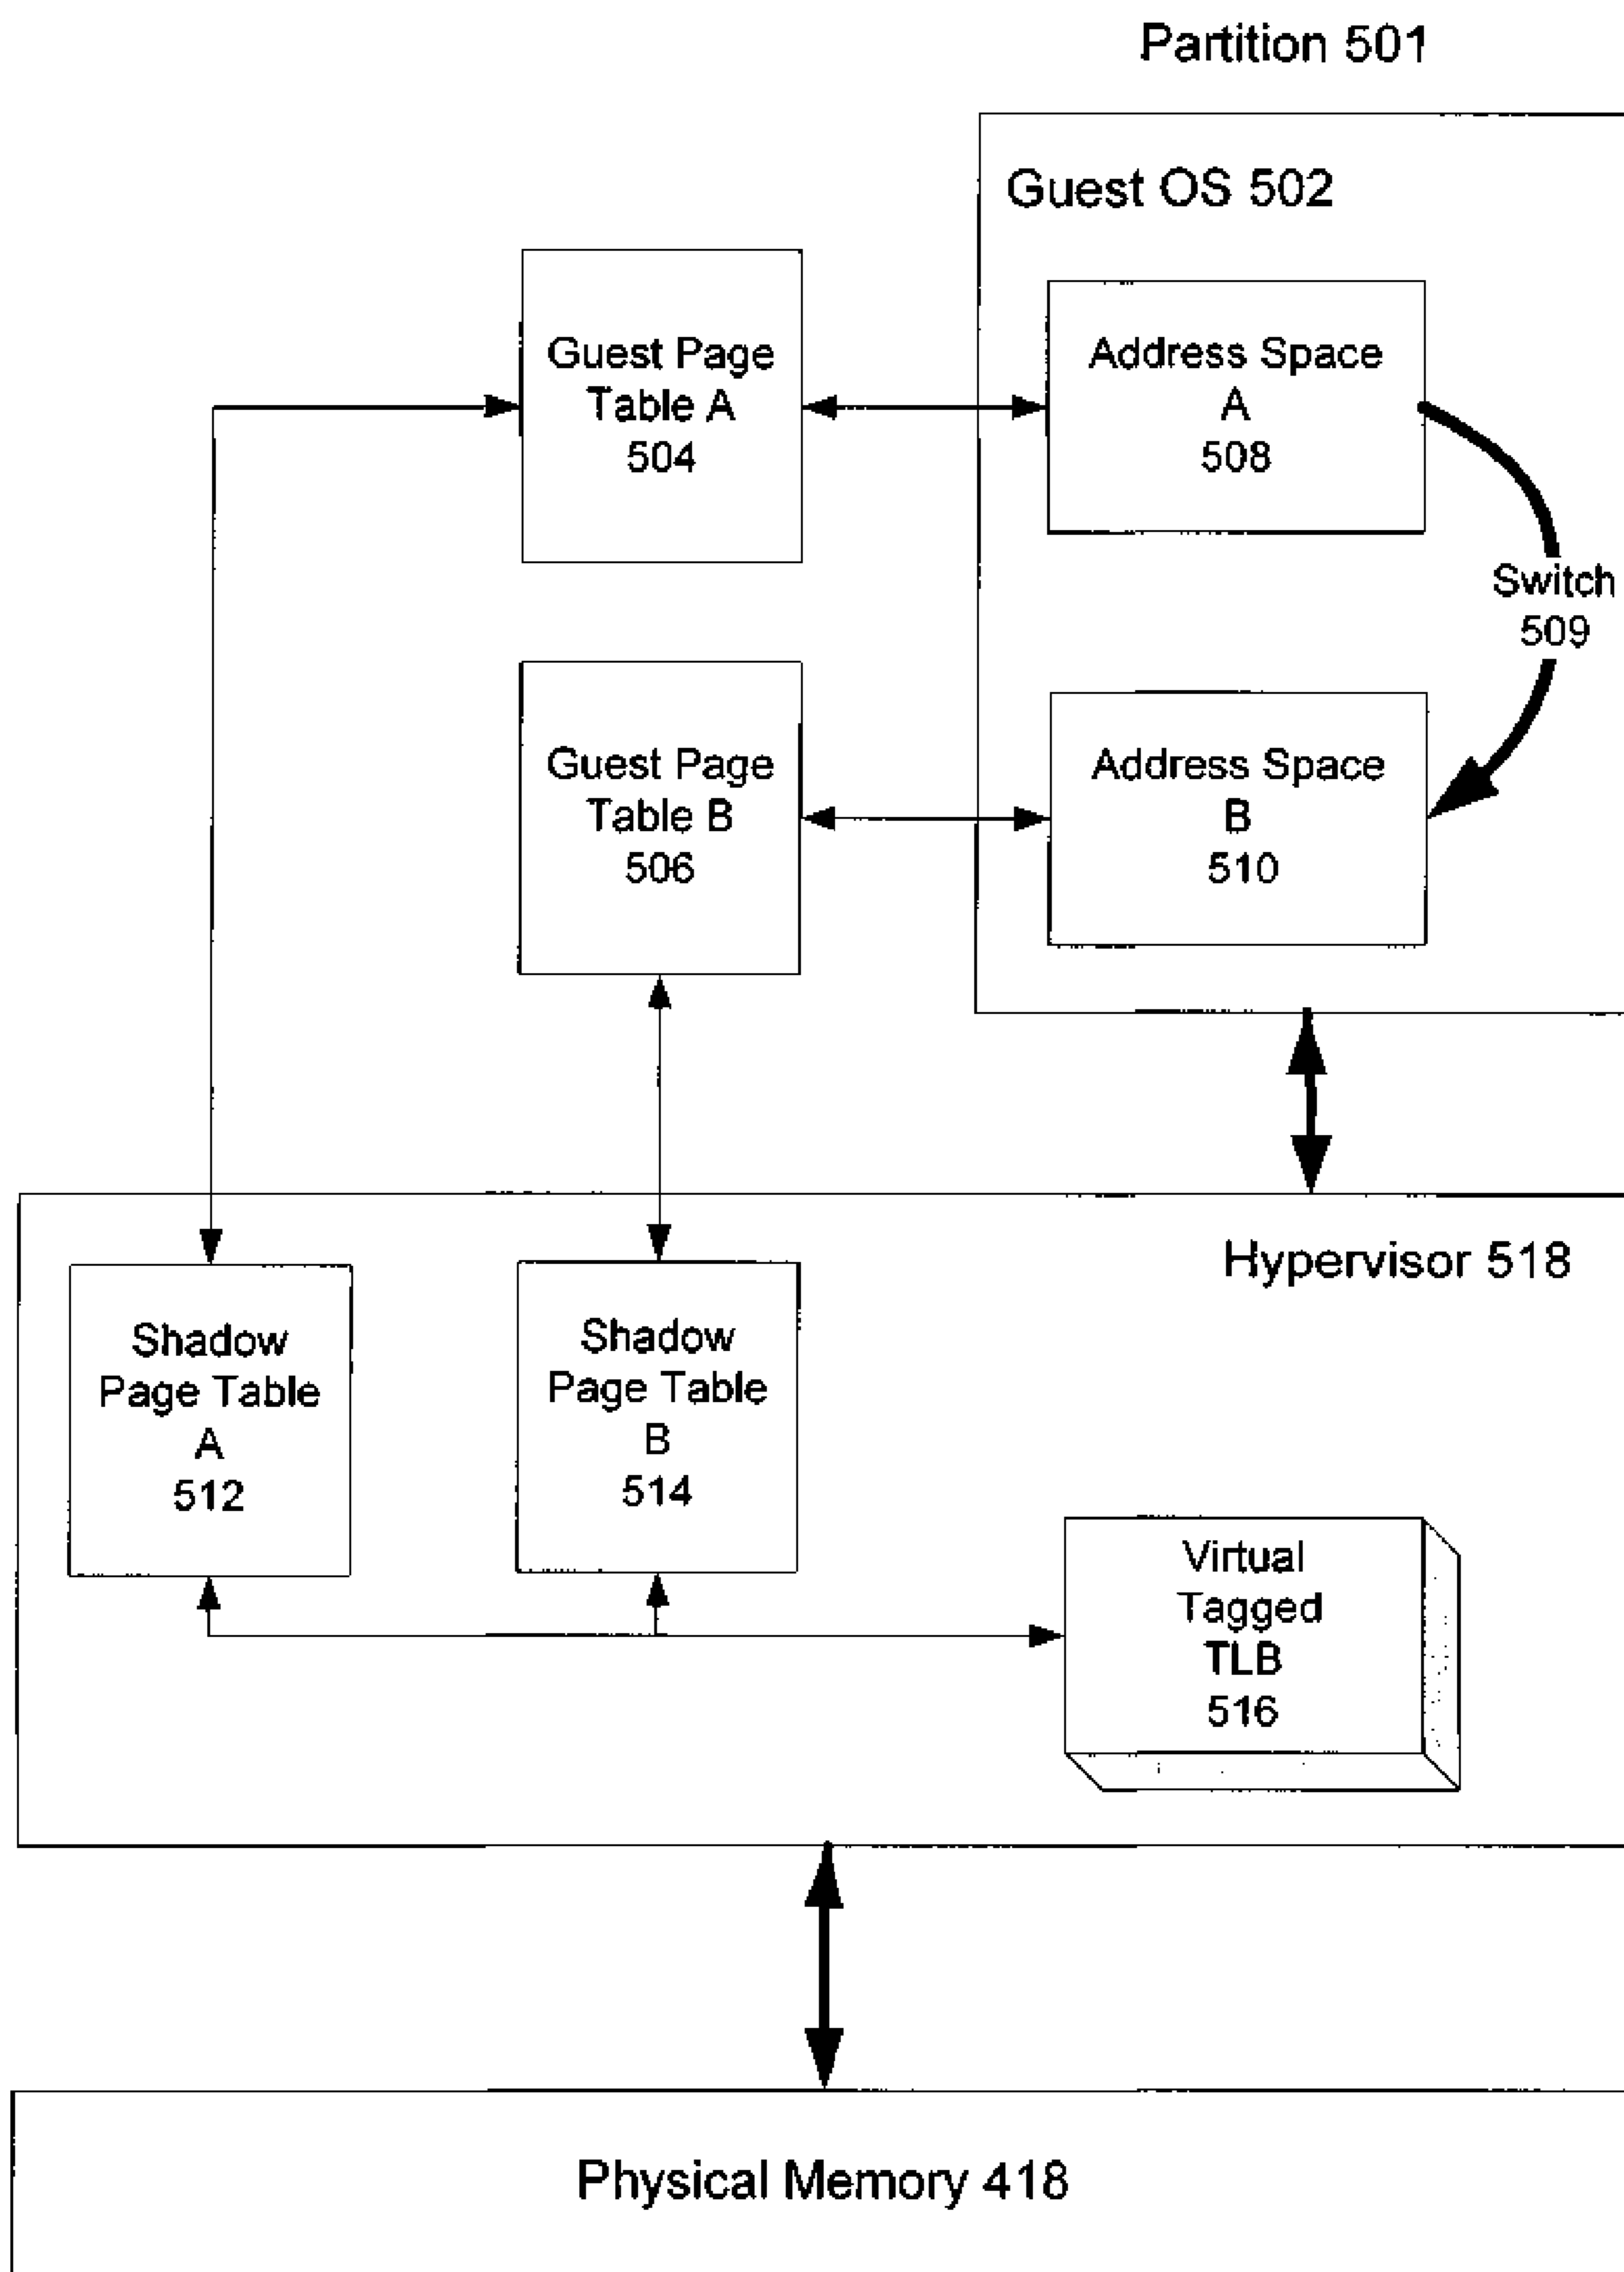 Partition 501
Guest OS 502
Guest Page
Table A
504
Address Space
A
508
Switch
509
Guest Page
Table B
506
Address Space
B
510
Hypervisor 518
Shadow
Page Table
A
512
Shadow
Page Table
B
514
Virtual
Tagged
TLB
516
Physical Memory 418